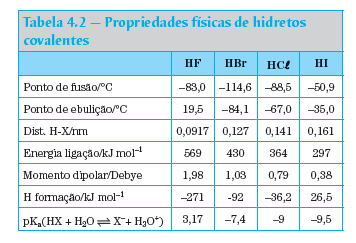 Tabela 4.2 — Propriedades físicas de hidretos
covalentes
HF HBr HCℓ HI
Ponto de fusão/ºC –83,0 –114,6 –88,5 –50,9
Ponto de ebulição/ºC 19,5 –84,1 –67,0 –35,0
Dist. H-X/nm 0,0917 0,127 0,141 0,161
Energia ligação/kJ mol⁻¹ 569 430 364 297
Momento dipolar/Debye 1,98 1,03 0,79 0,38
H formação/kJ mol⁻¹ –271 -92 –36,2 26,5
pKₐ(HX + H₂O ⇌ X⁻+ H₃O⁺) 3,17 –7,4 –9 –9,5